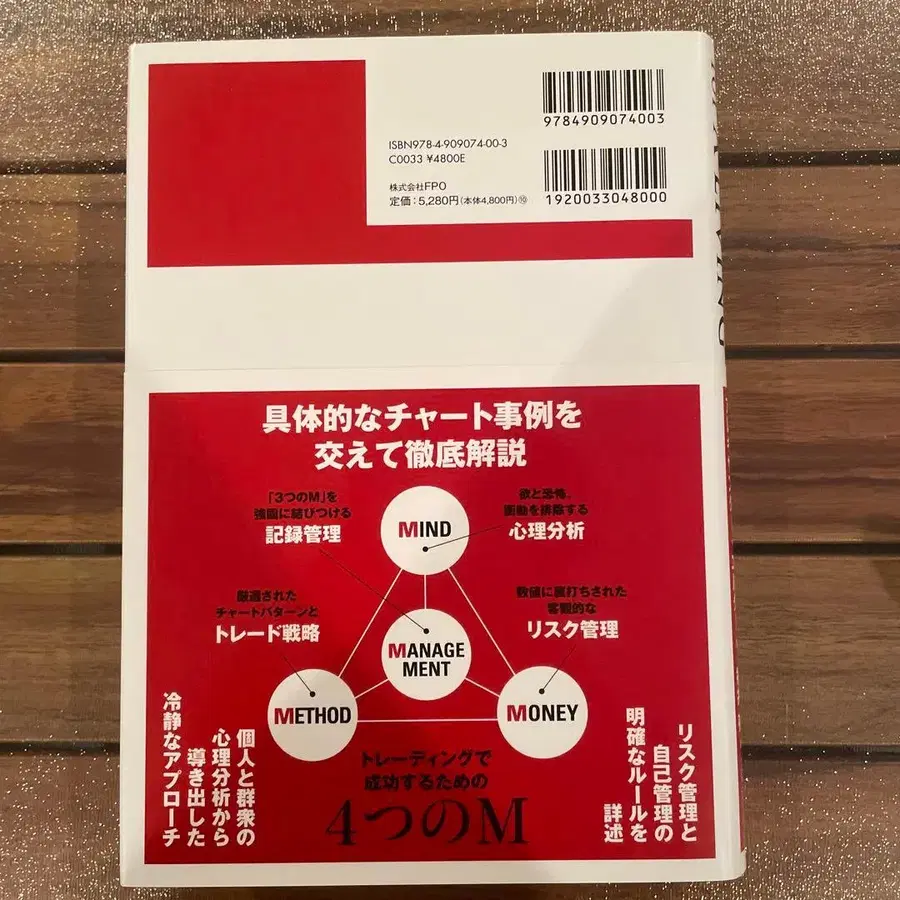 9784909074003
ISBN978-4-909074-00-3
C0033 ¥4800E
1920033048000
株式会社FPO
定価：5,280円(本体4,800円)⑩
具体的なチャート事例を
交えて徹底解説
「3つのM」を
強固に結びつける
記録管理
欲と恐怖、
衝動を排除する
心理分析
MIND
厳選された
チャートパターンと
トレード戦略
数値に裏打ちされた
客観的な
リスク管理
MANAGE
MENT
METHOD
MONEY
トレーディングで
成功するための
4つのM
リスク管理と
自己管理の
明確なルールを
詳述
個人と群衆の
心理分析から
導き出した
冷静なアプローチ